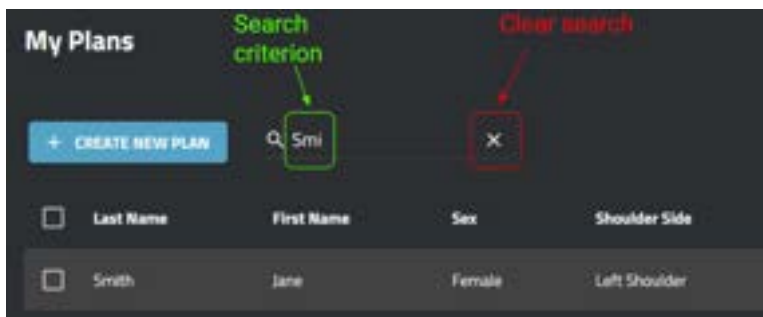 My Plans
Search
criterion
Clear search
+ CREATE NEW PLAN
Smi
Last Name First Name Sex Shoulder Side
Smith Jane Female Left Shoulder